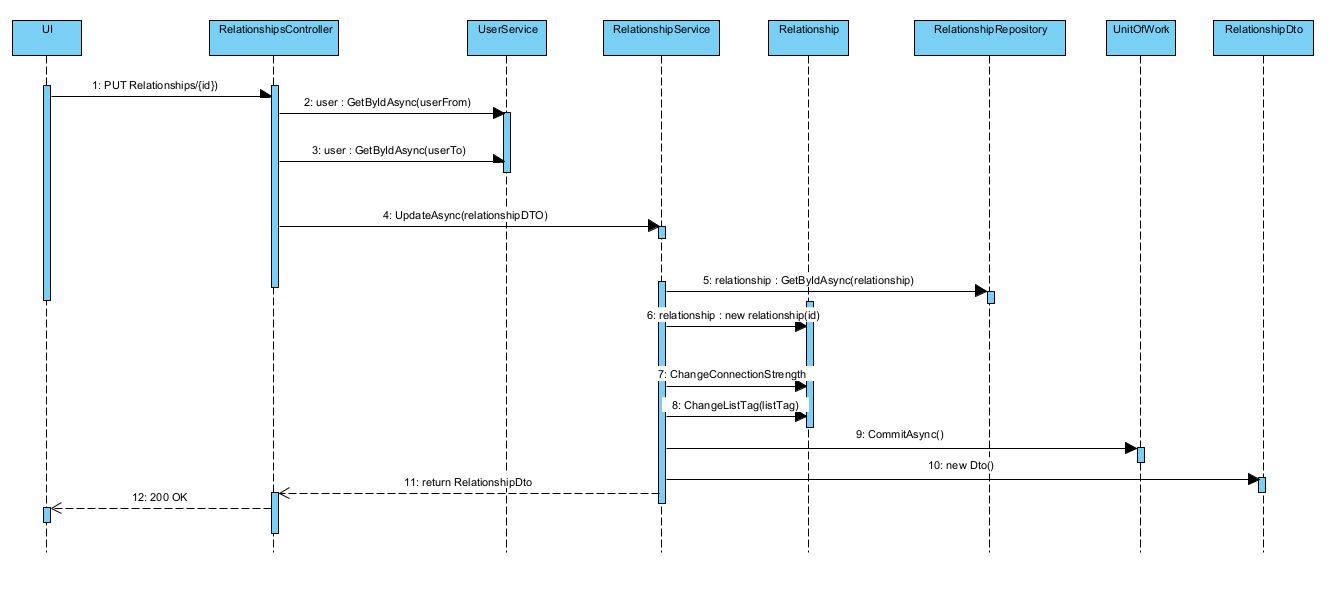 UI
RelationshipsController
UserService
RelationshipService
Relationship
RelationshipRepository
UnitOfWork
RelationshipDto
1: PUT Relationships/{id})
2: user : GetByIdAsync(userFrom)
3: user : GetByIdAsync(userTo)
4: UpdateAsync(relationshipDTO)
5: relationship : GetByIdAsync(relationship)
6: relationship : new relationship(id)
7: ChangeConnectionStrength
8: ChangeListTag(listTag)
9: CommitAsync()
10: new Dto()
11: return RelationshipDto
12: 200 OK